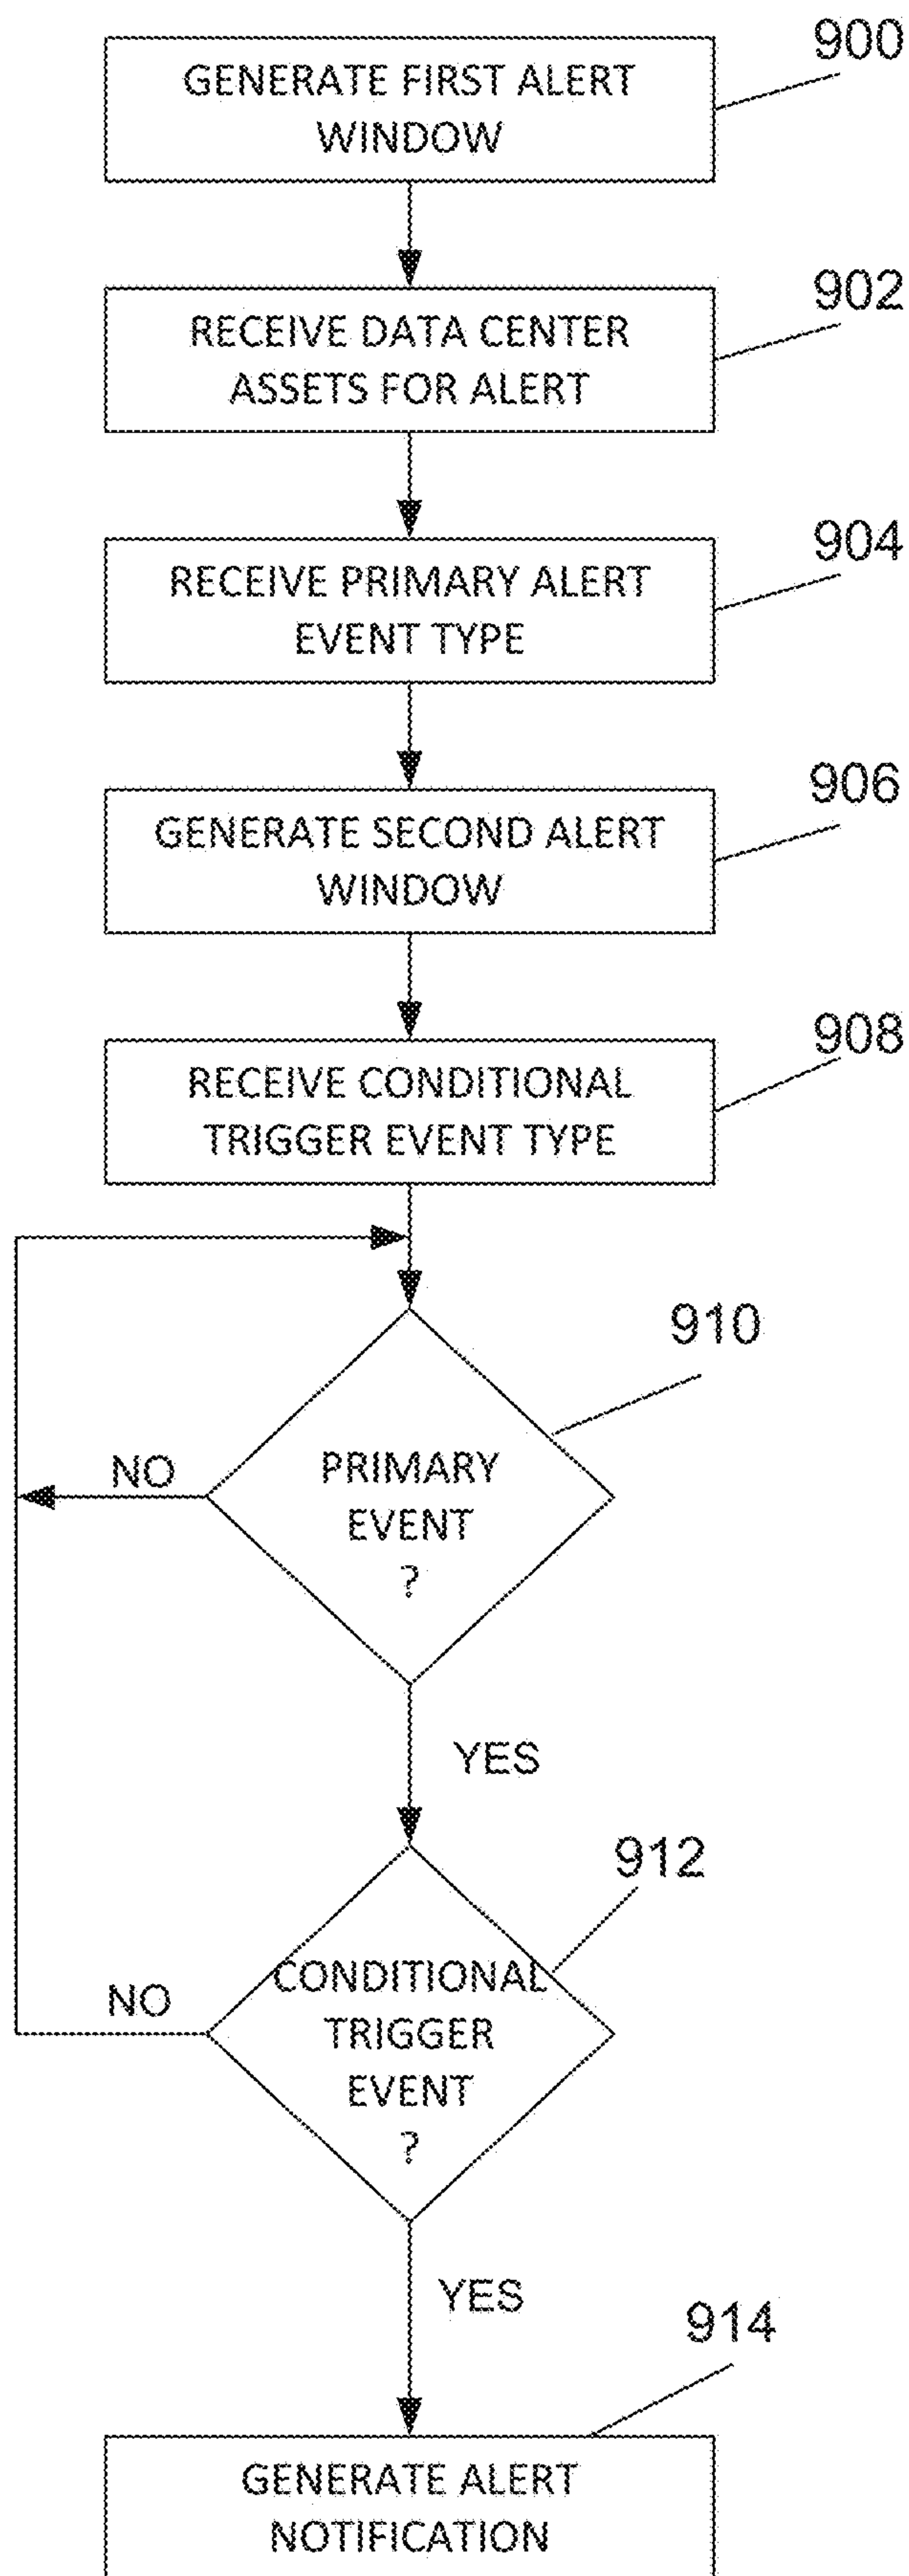 900
GENERATE FIRST ALERT
WINDOW
902
RECEIVE DATA CENTER
ASSETS FOR ALERT
904
RECEIVE PRIMARY ALERT
EVENT TYPE
906
GENERATE SECOND ALERT
WINDOW
908
RECEIVE CONDITIONAL
TRIGGER EVENT TYPE
910
PRIMARY
EVENT
?
NO
YES
912
CONDITIONAL
TRIGGER
EVENT
?
NO
YES
914
GENERATE ALERT
NOTIFICATION